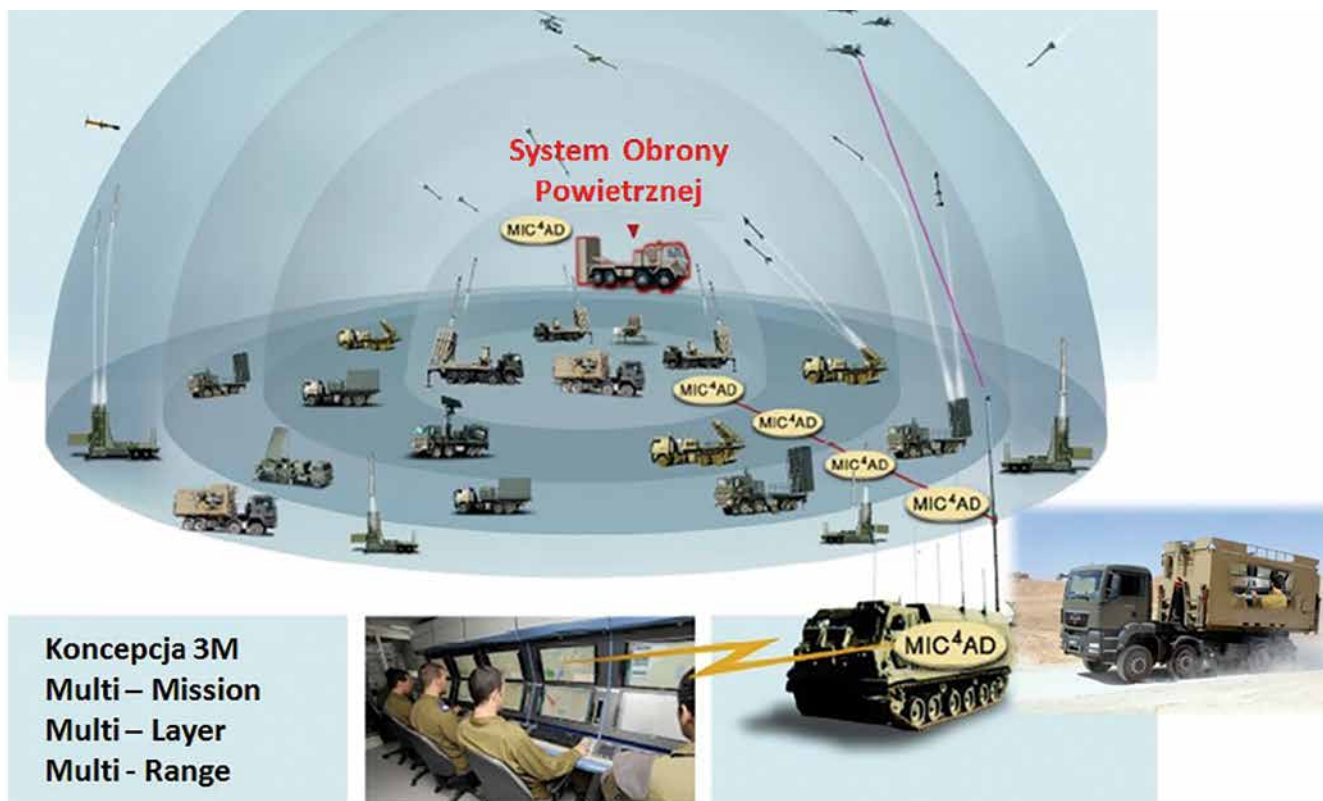 System Obrony
Powietrznej
MIC⁴AD
MIC⁴AD
MIC⁴AD
MIC⁴AD
MIC⁴AD
MIC⁴AD
Koncepcja 3M
Multi – Mission
Multi – Layer
Multi - Range